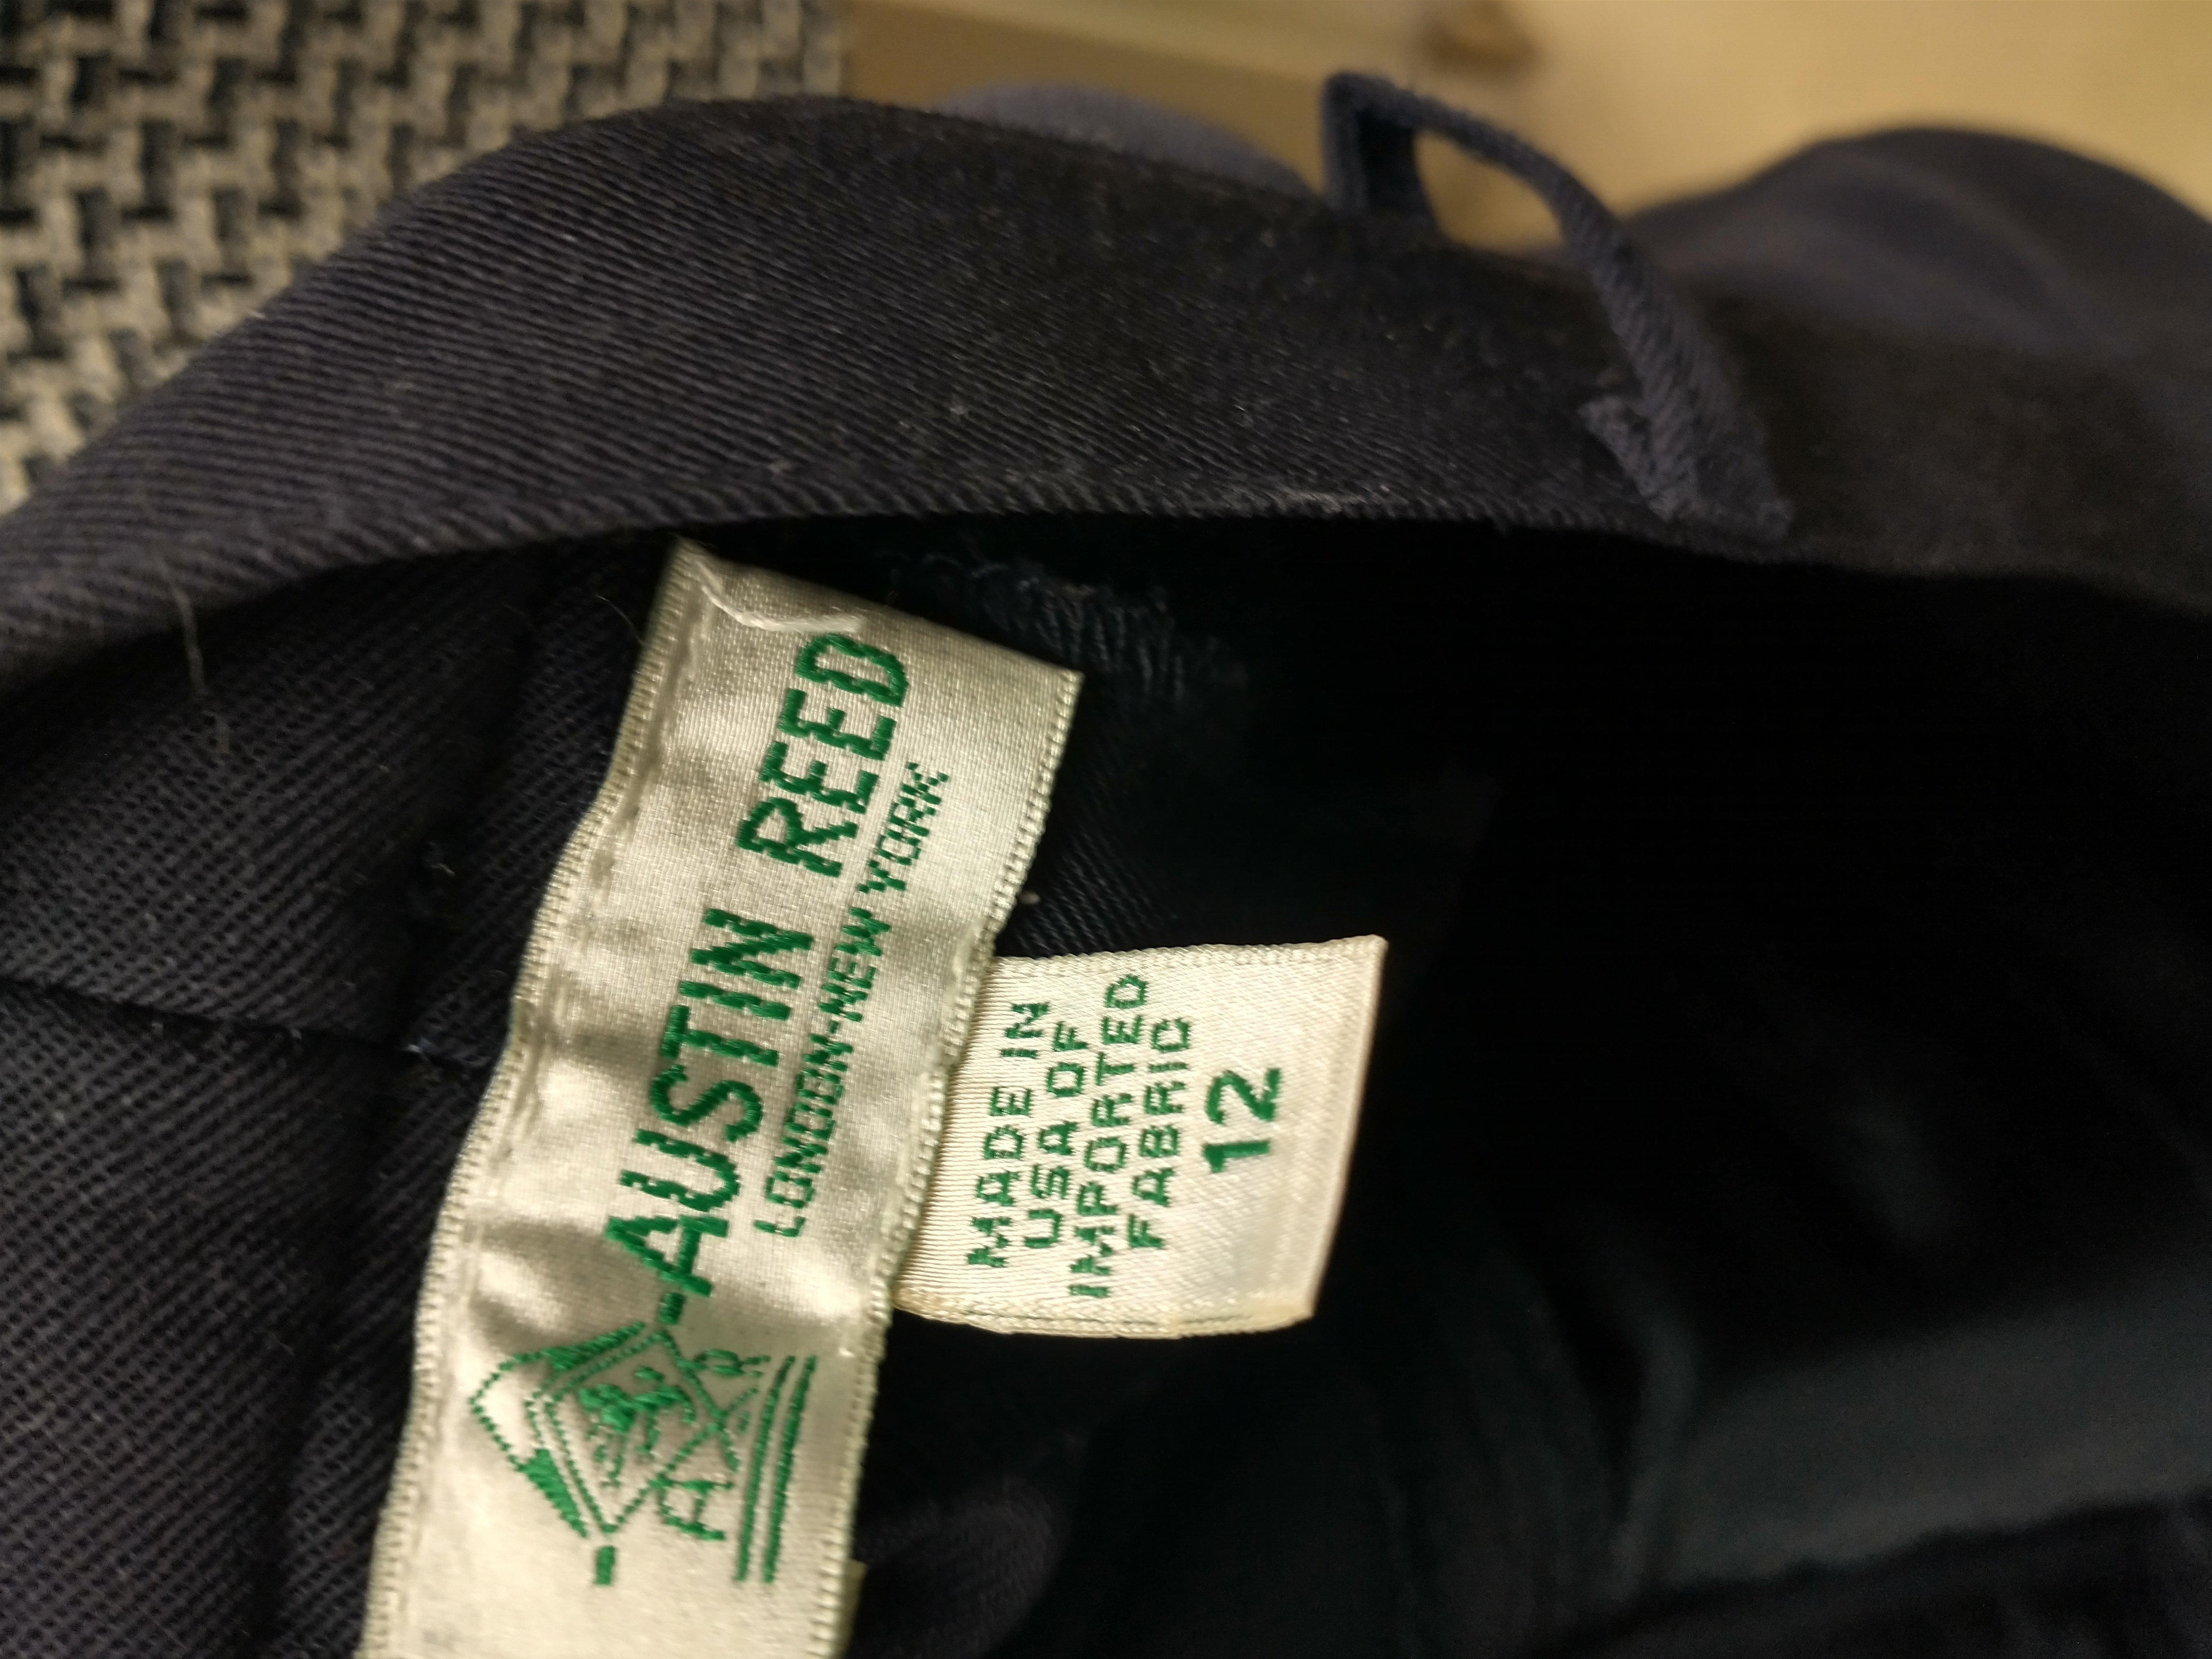 AUSTIN REED
LONDON-NEW YORK
MADE IN
USA OF
IMPORTED
FABRIC
12